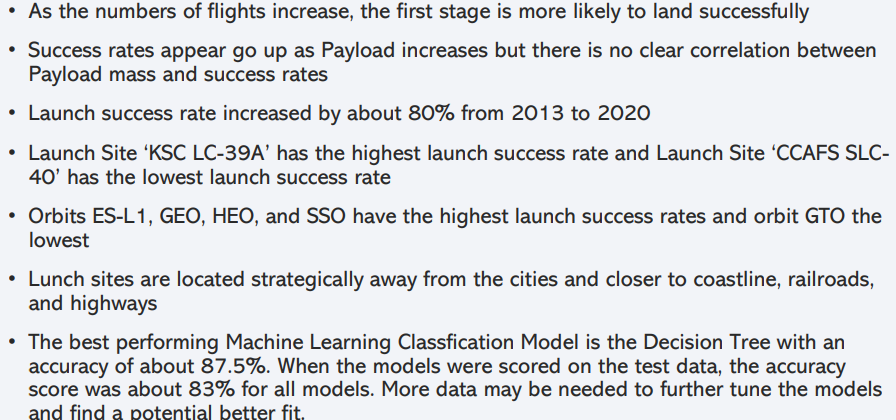 • As the numbers of flights increase, the first stage is more likely to land successfully
• Success rates appear go up as Payload increases but there is no clear correlation between
Payload mass and success rates
• Launch success rate increased by about 80% from 2013 to 2020
• Launch Site ‘KSC LC-39A’ has the highest launch success rate and Launch Site ‘CCAFS SLC-
40’ has the lowest launch success rate
• Orbits ES-L1, GEO, HEO, and SSO have the highest launch success rates and orbit GTO the
lowest
• Lunch sites are located strategically away from the cities and closer to coastline, railroads,
and highways
• The best performing Machine Learning Classfication Model is the Decision Tree with an
accuracy of about 87.5%. When the models were scored on the test data, the accuracy
score was about 83% for all models. More data may be needed to further tune the models
and find a potential better fit.